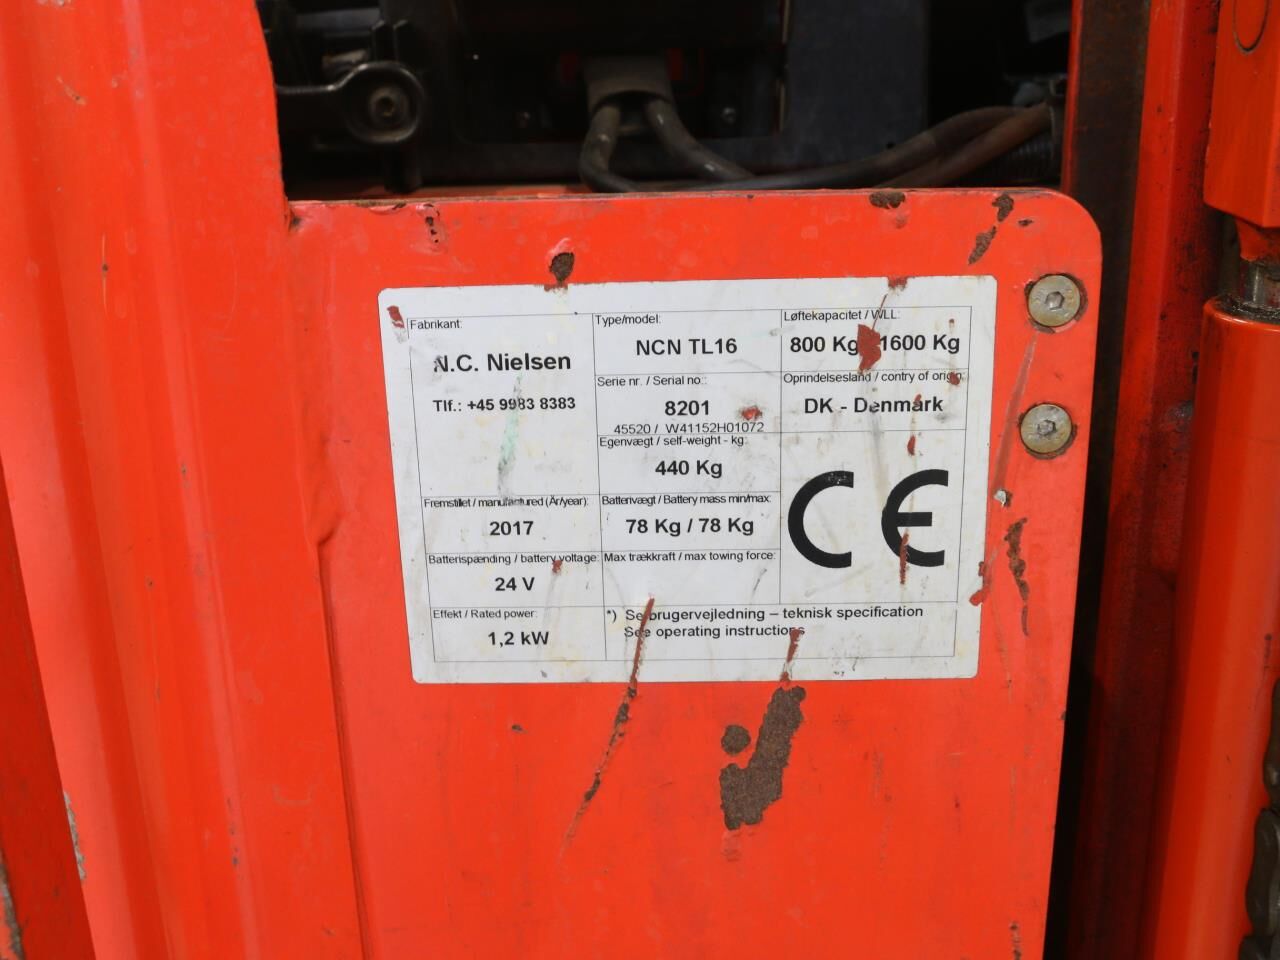 Fabrikant:
N.C. Nielsen
Tlf.: +45 9983 8383
Type/model:
NCN TL16
Løftekapacitet / WLL:
800 Kg 1600 Kg
Serie nr. / Serial no.:
8201
45520 / W41152H01072
Oprindelsesland / contry of origin:
DK - Denmark
Egenvægt / self-weight - kg:
440 Kg
Fremstillet / manufactured (År/year):
2017
Batterivægt / Battery mass min/max:
78 Kg / 78 Kg
CE
Batterispænding / battery voltage:
24 V
Max trækkraft / max towing force:
Effekt / Rated power:
1,2 kW
*) Se brugervejledning – teknisk specification
See operating instructions